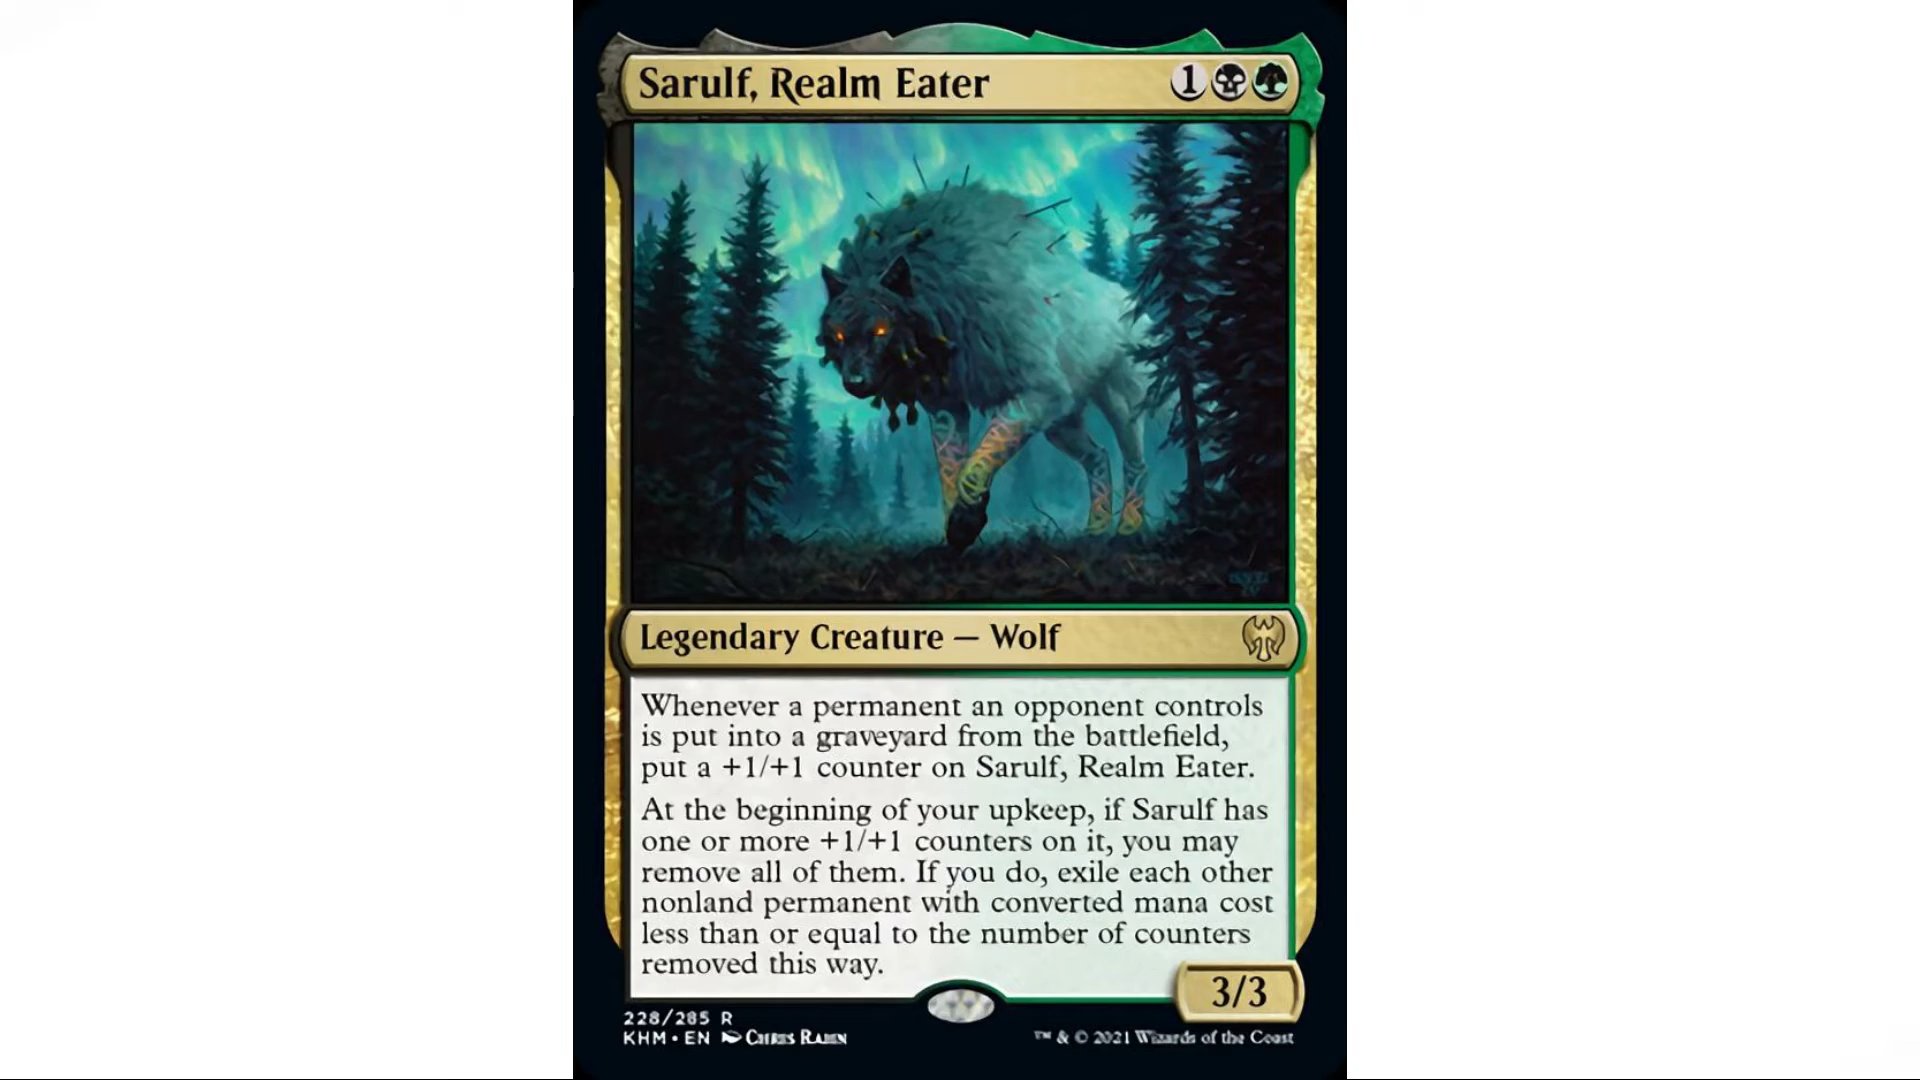 Sarulf, Realm Eater 1
Legendary Creature — Wolf
Whenever a permanent an opponent controls
is put into a graveyard from the battlefield,
put a +1/+1 counter on Sarulf, Realm Eater.
At the beginning of your upkeep, if Sarulf has
one or more +1/+1 counters on it, you may
remove all of them. If you do, exile each other
nonland permanent with converted mana cost
less than or equal to the number of counters
removed this way.
3/3
228/285 R
KHM • EN Chris Rahn ™ & © 2021 Wizards of the Coast